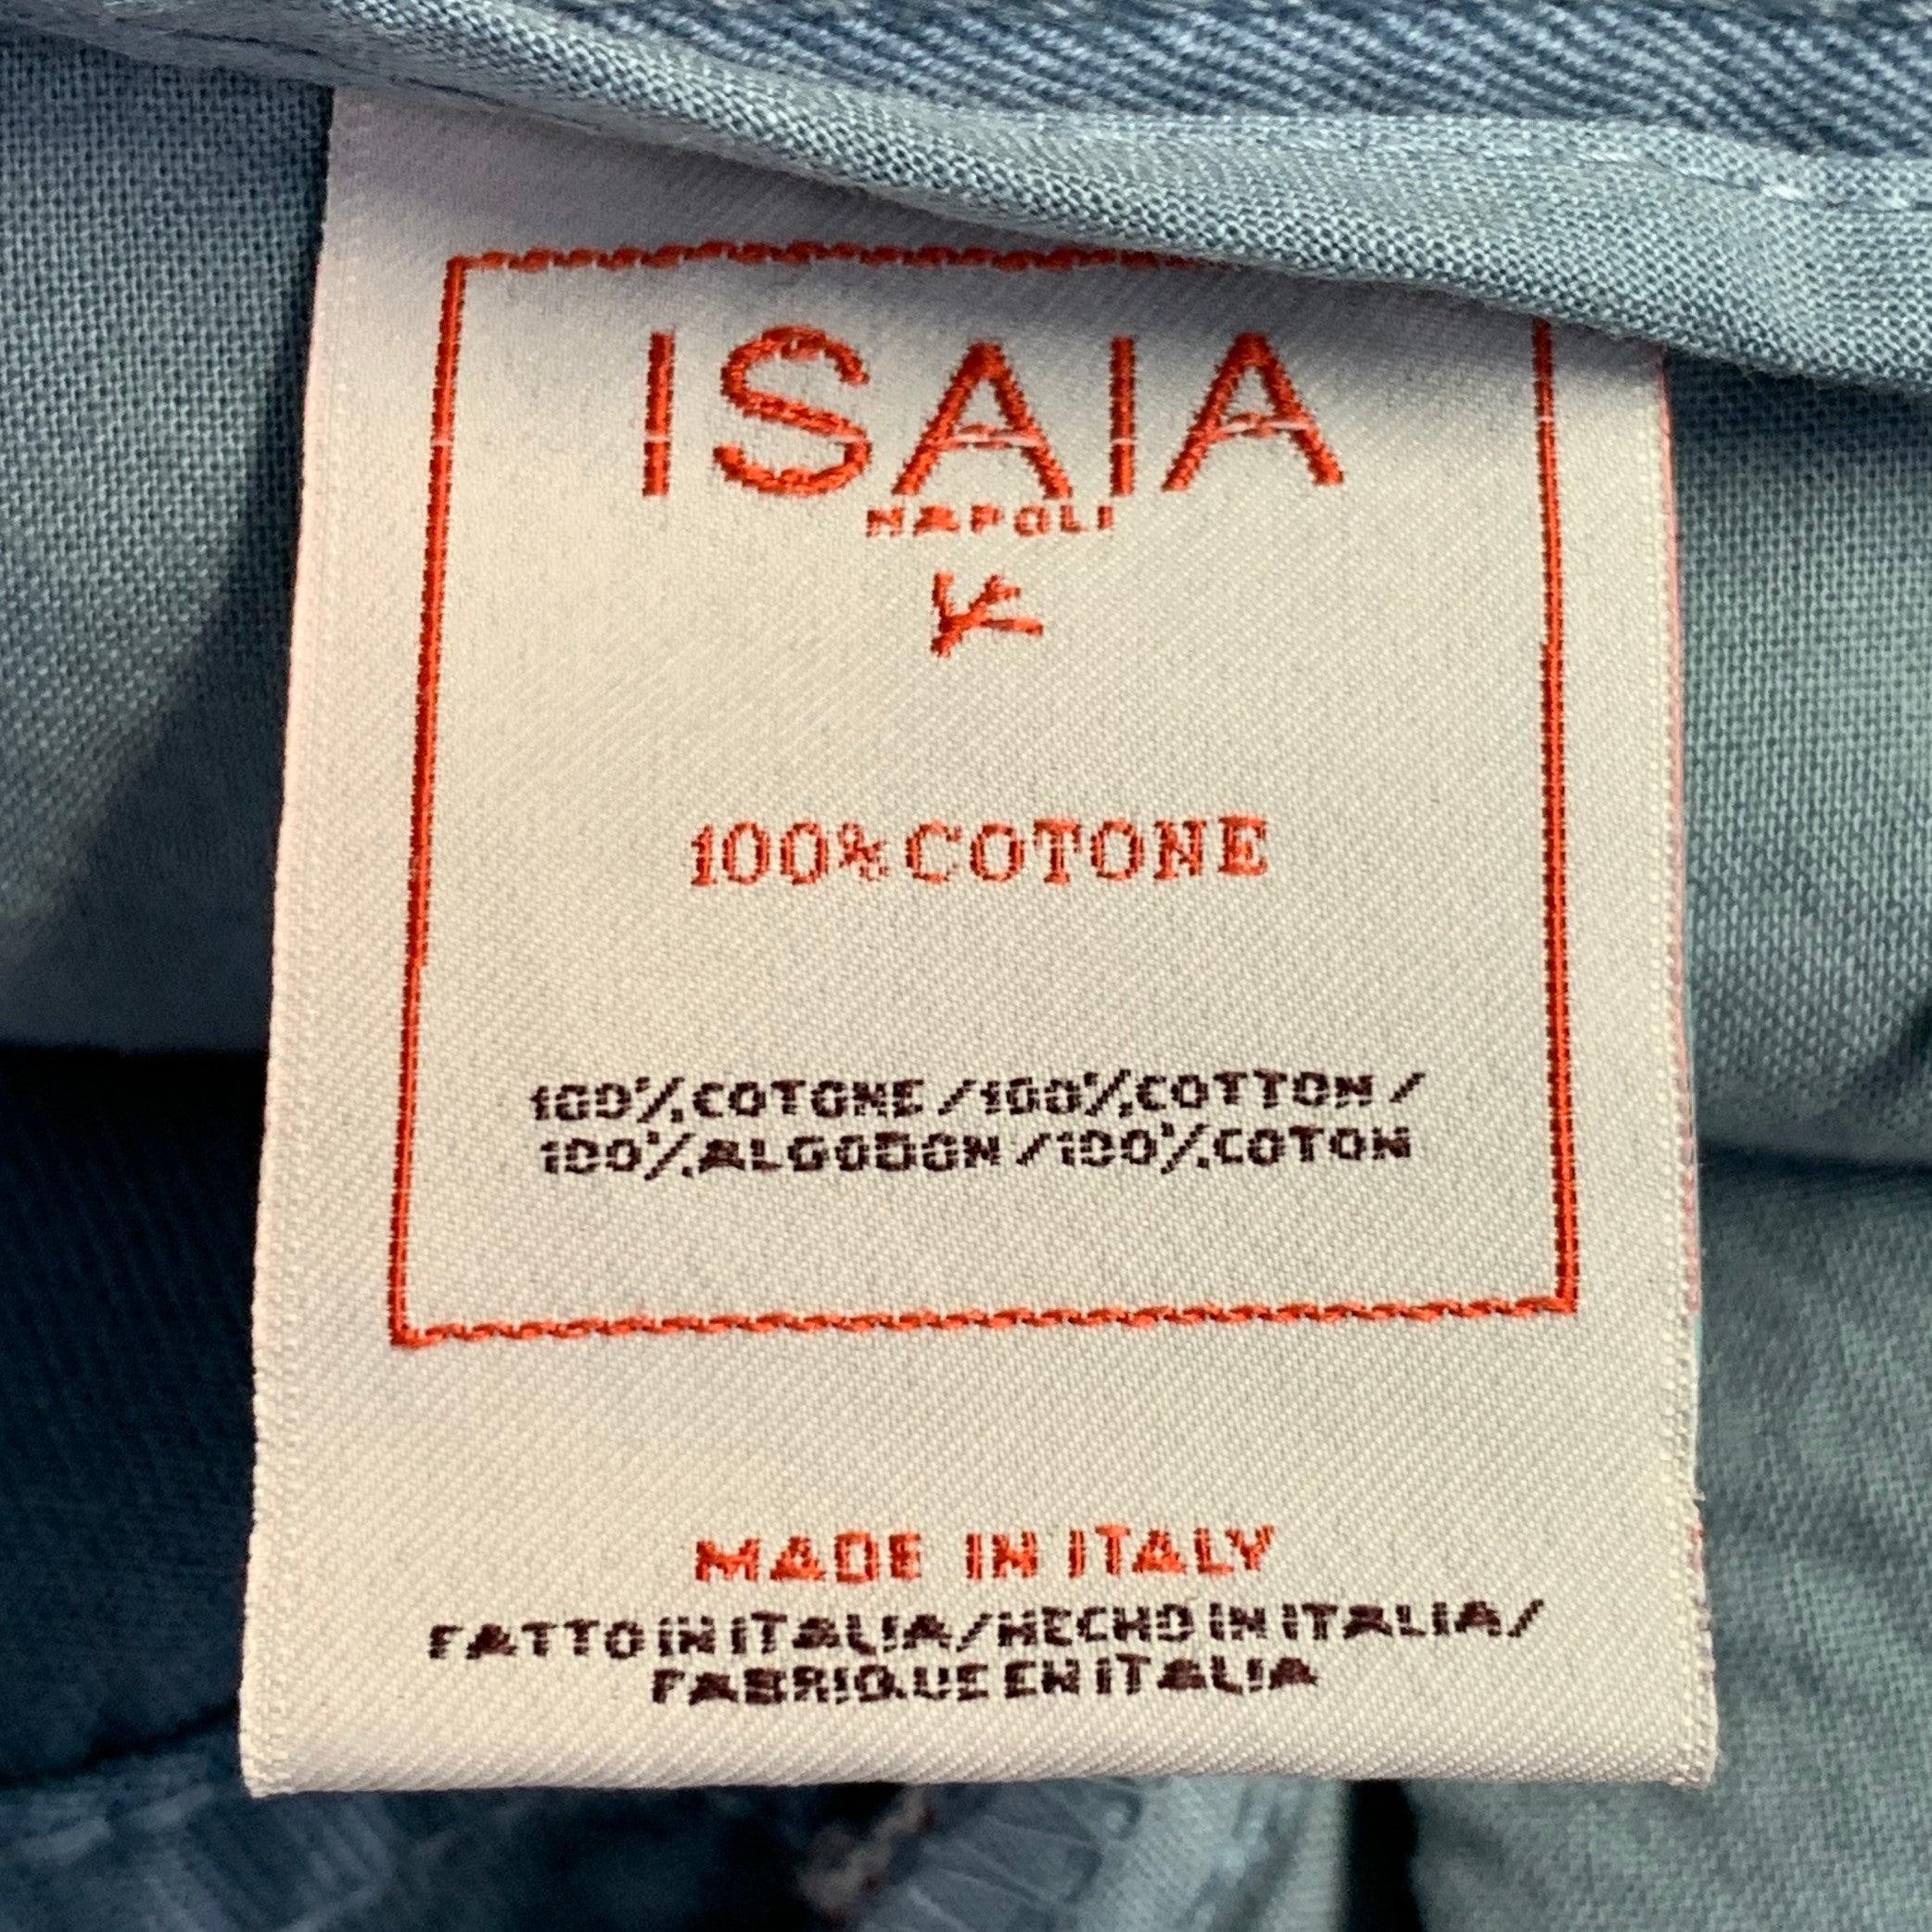 ISAIA
NAPOLI
100% COTONE
100% COTONE / 100% COTTON /
100% ALGODON / 100% COTON
MADE IN ITALY
FATTO IN ITALIA / HECHO IN ITALIA /
FABRIQUE EN ITALIA